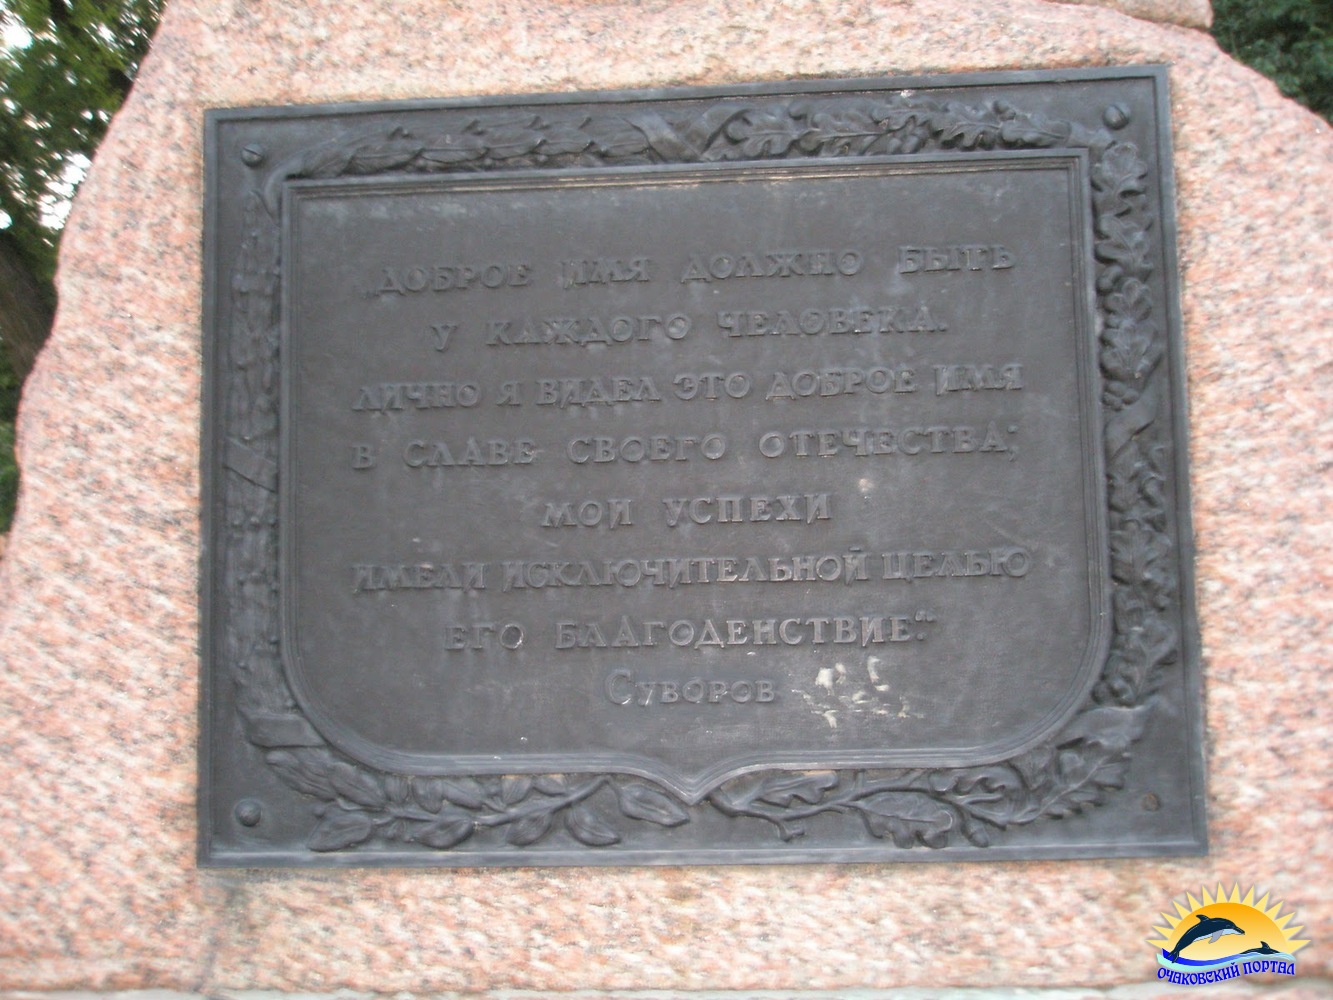 „ДОБРОЕ ИМЯ ДОЛЖНО БЫТЬ
У КАЖДОГО ЧЕЛОВЕКА.
ЛИЧНО Я ВИДЕЛ ЭТО ДОБРОЕ ИМЯ
В СЛАВЕ СВОЕГО ОТЕЧЕСТВА;
МОИ УСПЕХИ
ИМЕЛИ ИСКЛЮЧИТЕЛЬНОЙ ЦЕЛЬЮ
ЕГО БЛАГОДЕНСТВИЕ."
СУВОРОВ
ОЧАКОВСКИЙ ПОРТАЛ